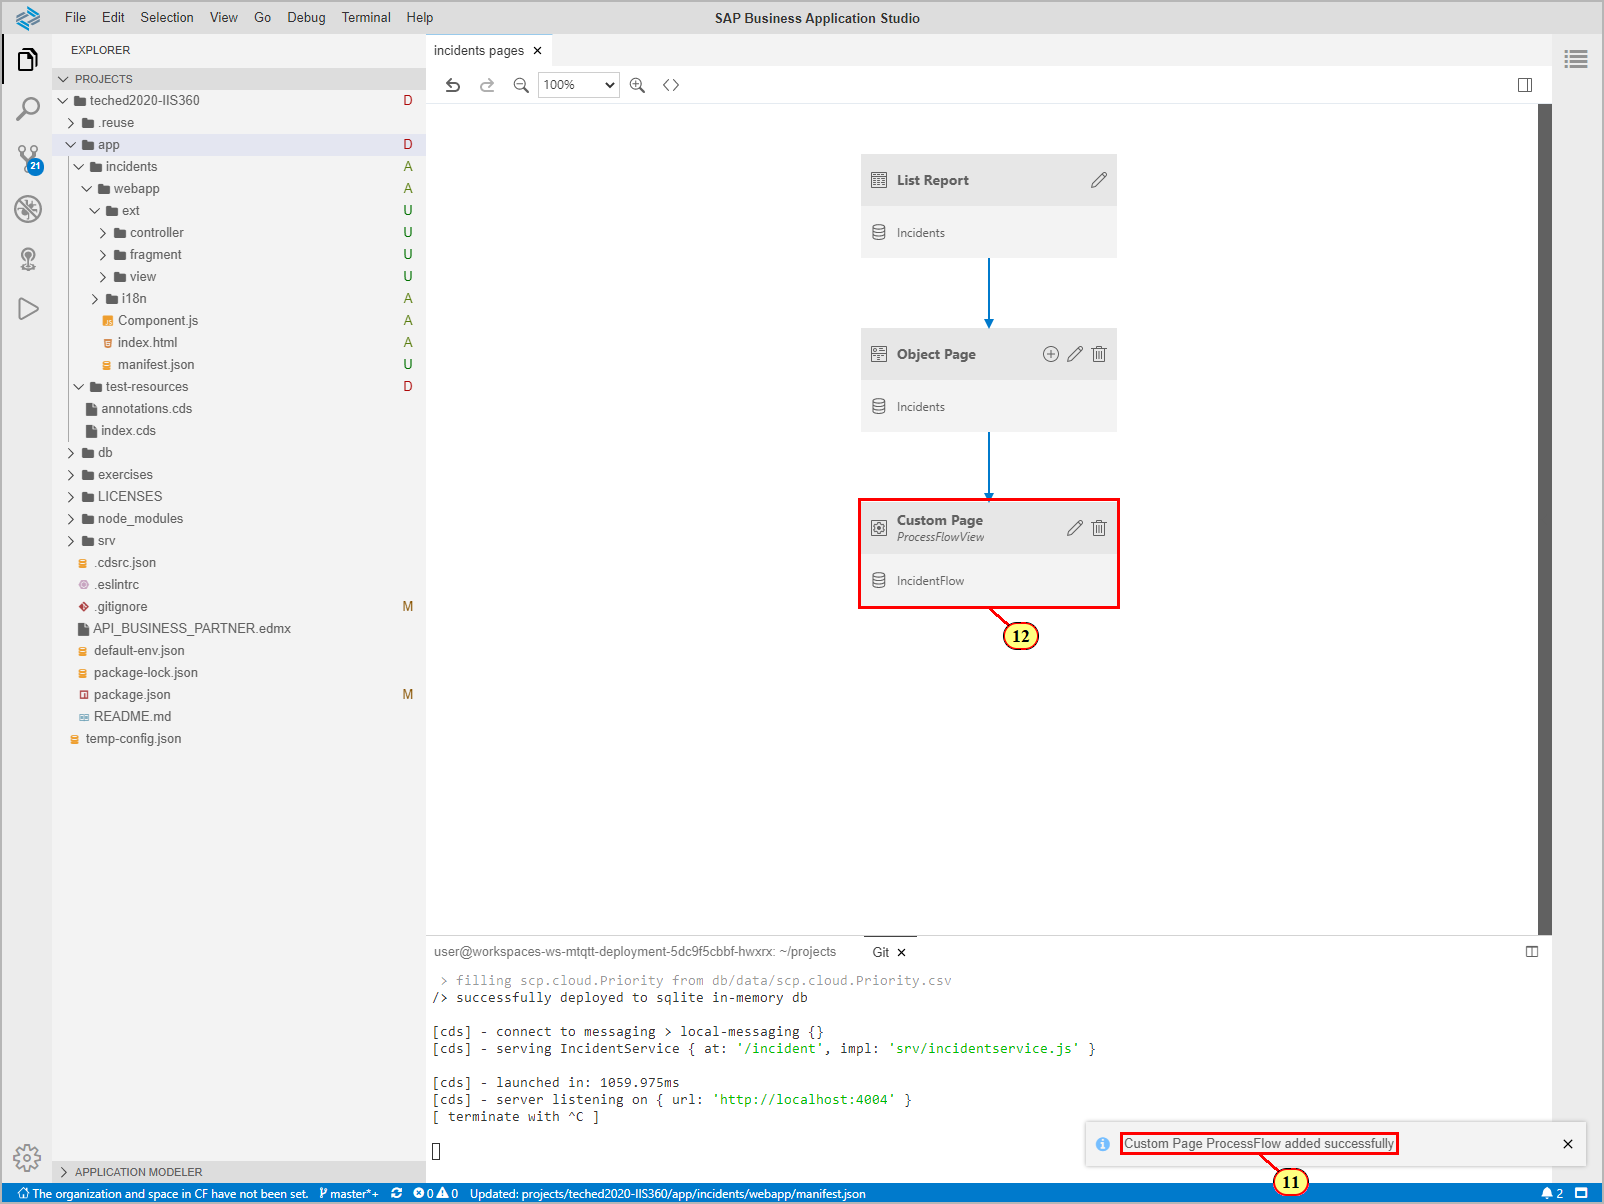 File Edit Selection View Go Debug Terminal Help
SAP Business Application Studio
EXPLORER
PROJECTS
teched2020-IIS360 D
.reuse
app D
incidents A
webapp A
ext U
controller U
fragment U
view U
i18n A
Component.js A
index.html A
manifest.json U
test-resources D
annotations.cds
index.cds
db
exercises
LICENSES
node_modules
srv
.cdsrc.json
.eslintrc
.gitignore M
API_BUSINESS_PARTNER.edmx
default-env.json
package-lock.json
package.json M
README.md
temp-config.json
APPLICATION MODELER
21
incidents pages
100%
List Report
Incidents
Object Page
Incidents
Custom Page
ProcessFlowView
IncidentFlow
12
user@workspaces-ws-mtqtt-deployment-5dc9f5cbbf-hwxrx: ~/projects
Git
> filling scp.cloud.Priority from db/data/scp.cloud.Priority.csv
/> successfully deployed to sqlite in-memory db
[cds] - connect to messaging > local-messaging {}
[cds] - serving IncidentService { at: '/incident', impl: 'srv/incidentservice.js' }
[cds] - launched in: 1059.975ms
[cds] - server listening on { url: 'http://localhost:4004' }
[ terminate with ^C ]
Custom Page ProcessFlow added successfully
11
The organization and space in CF have not been set. master*+ 0 0 Updated: projects/teched2020-IIS360/app/incidents/webapp/manifest.json 2